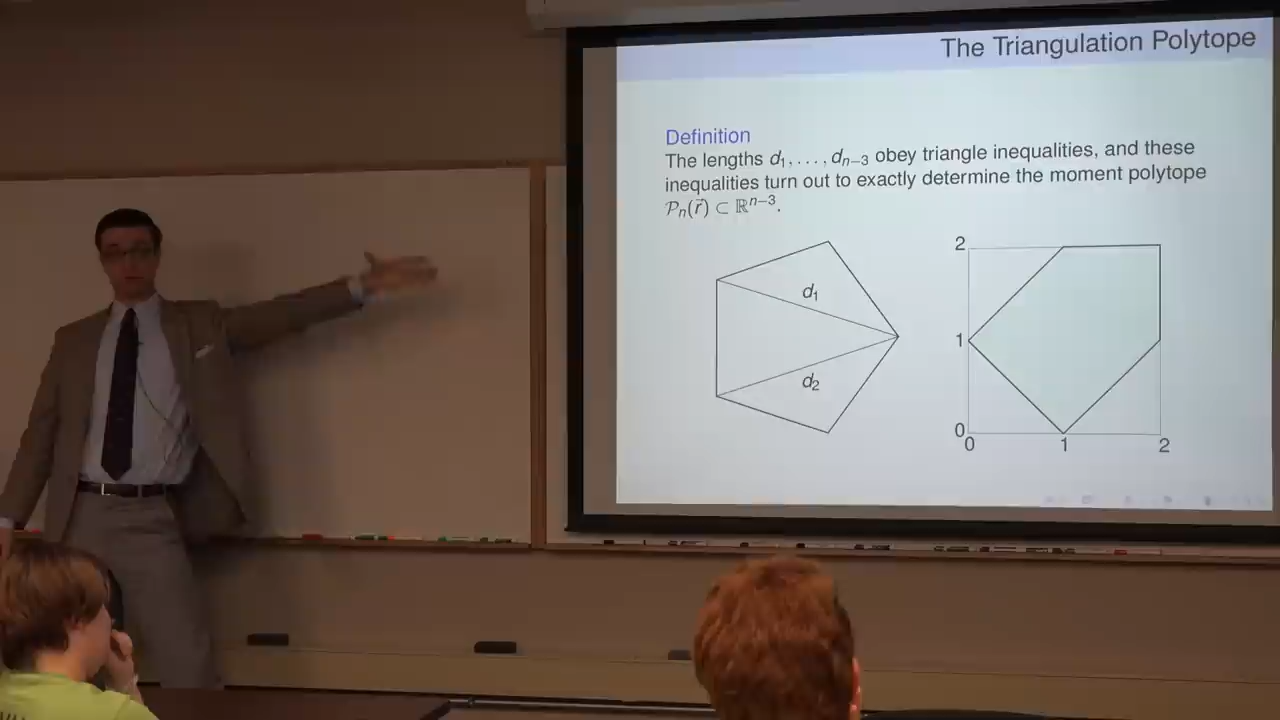 The Triangulation Polytope
Definition
The lengths d₁, . . . , dₙ₋₃ obey triangle inequalities, and these
inequalities turn out to exactly determine the moment polytope
𝒫ₙ(r⃗) ⊂ ℝⁿ⁻³.
d₁
d₂
2
1
0
0 1 2